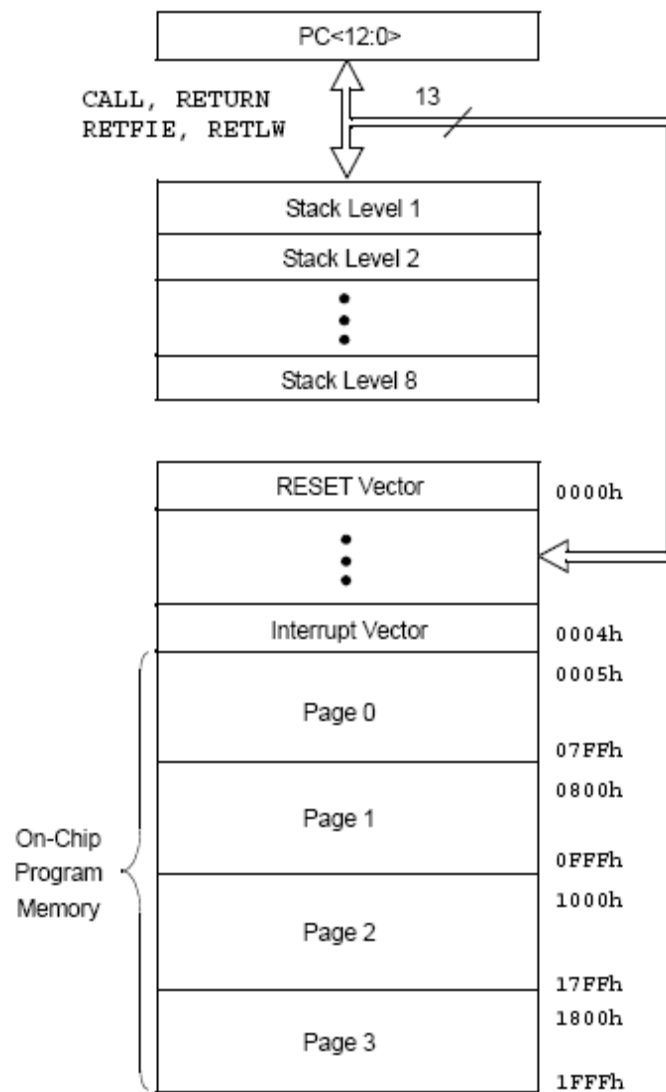 PC<12:0>
CALL, RETURN
RETFIE, RETLW
13
Stack Level 1
Stack Level 2
Stack Level 8
RESET Vector
0000h
Interrupt Vector
0004h
0005h
Page 0
07FFh
0800h
Page 1
0FFFh
On-Chip
Program
Memory
1000h
Page 2
17FFh
1800h
Page 3
1FFFh